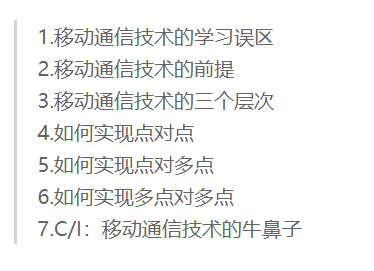 1.移动通信技术的学习误区
2.移动通信技术的前提
3.移动通信技术的三个层次
4.如何实现点对点
5.如何实现点对多点
6.如何实现多点对多点
7.C/I：移动通信技术的牛鼻子